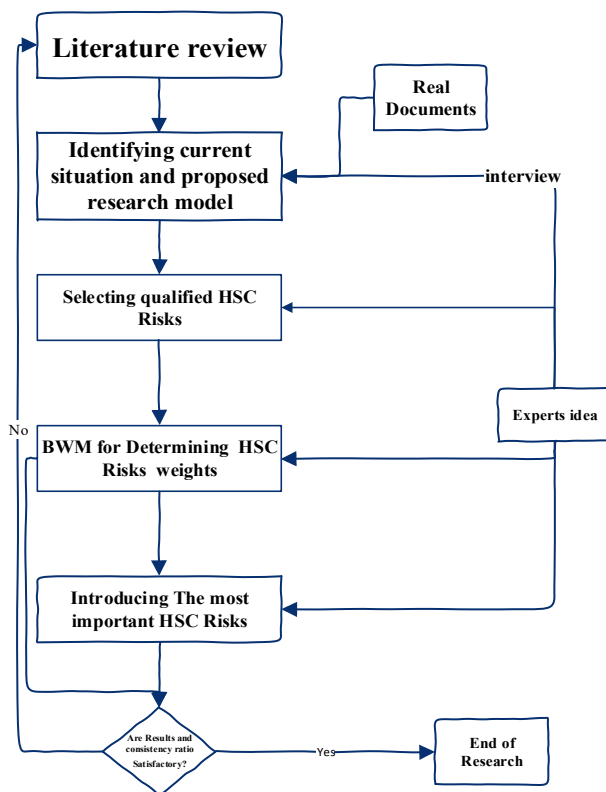 Literature review
Real
Documents
Identifying current
situation and proposed
research model
interview
Selecting qualified HSC
Risks
Experts idea
No
BWM for Determining HSC
Risks weights
Introducing The most
important HSC Risks
Are Results and
consistency ratio
Satisfactory?
Yes
End of
Research